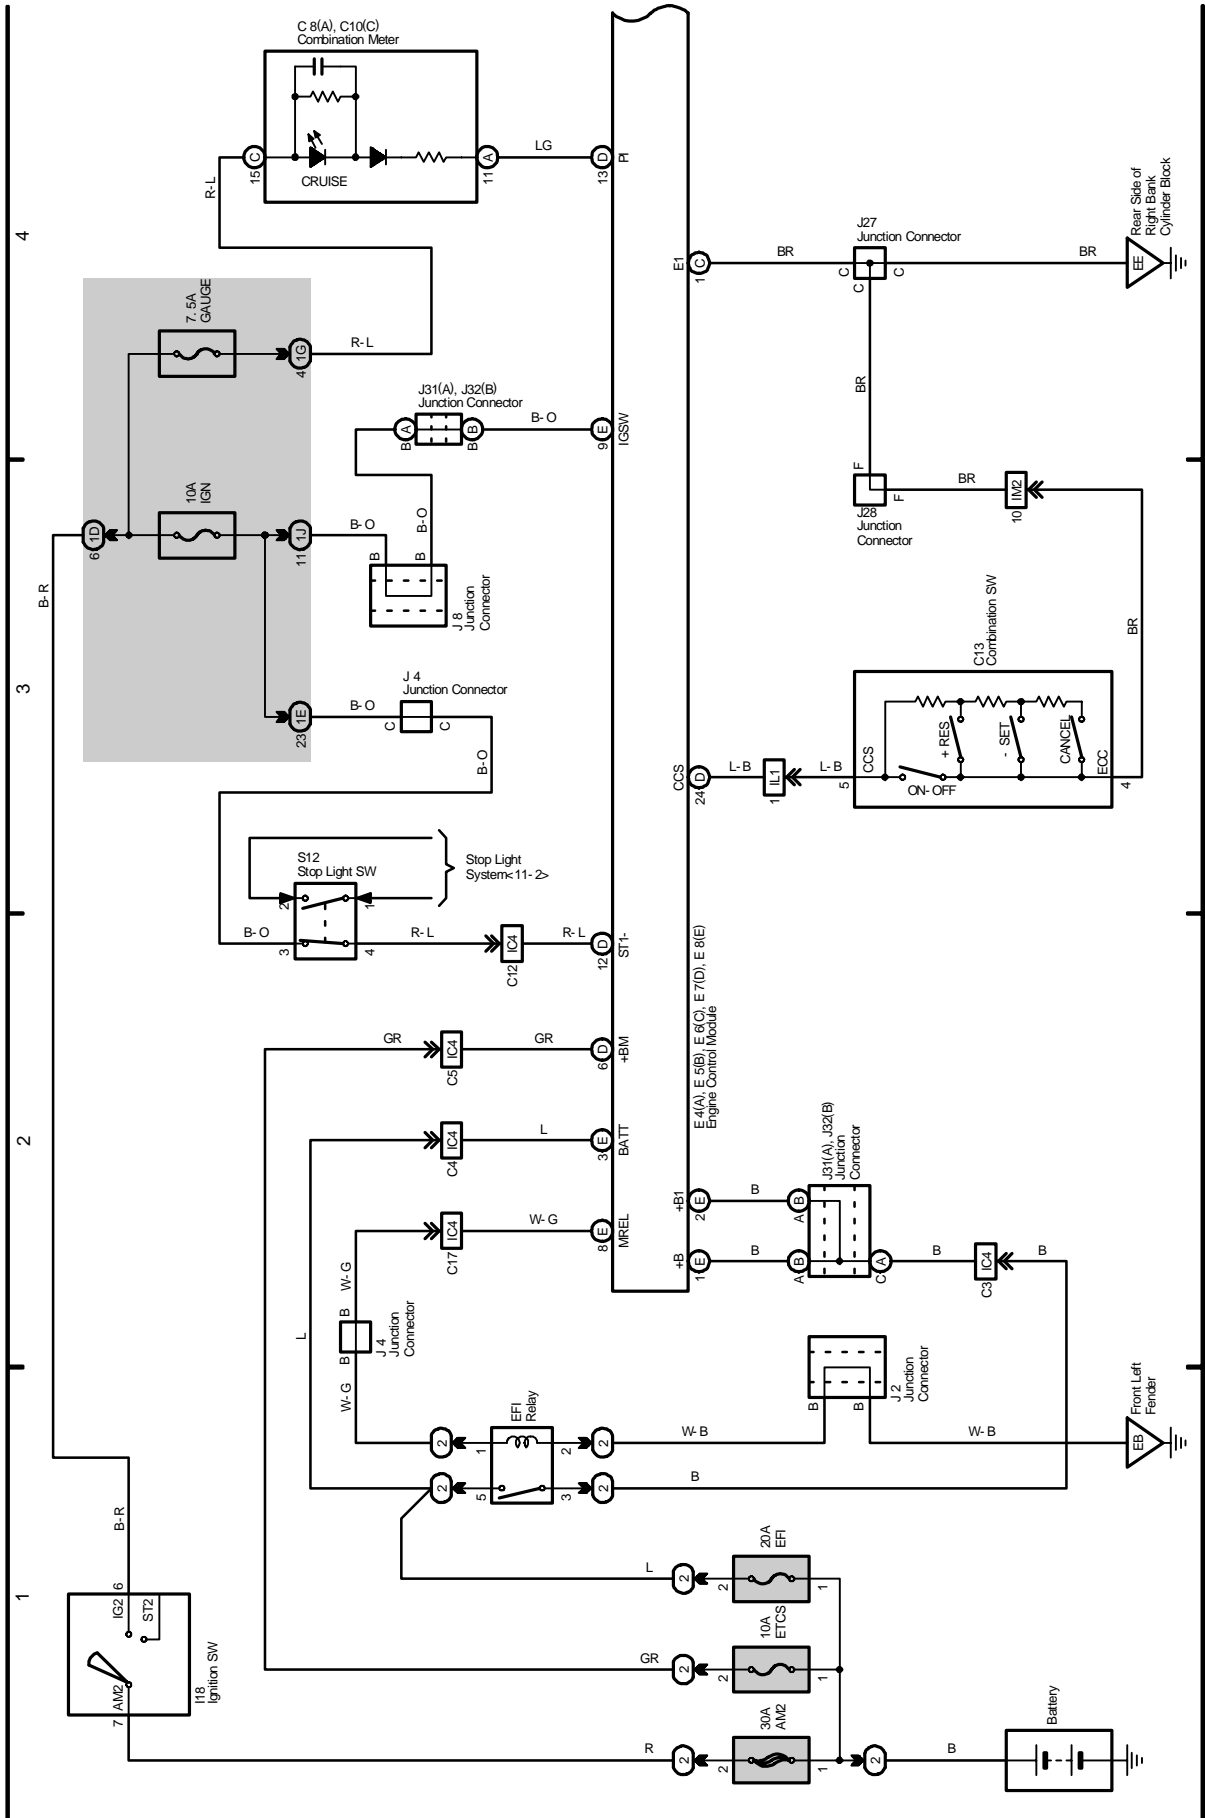 C 8(A), C10(C)
Combination Meter
15
C
CRUISE
A
11
LG
D
13
PI
R- L
4
7. 5A
GAUGE
1G
4
R- L
E1
C
1
BR
J27
Junction Connector
C
C
C
BR
EE
Rear Side of
Right Bank
Cylinder Block
BR
J31(A), J32(B)
Junction Connector
B
A
B
B
B- O
E
9
IGSW
10A
IGN
1D
6
1J
11
B- O
B
B
B- O
J 8
Junction
Connector
B- R
F
F
J28
Junction
Connector
BR
IM2
10
BR
3
1E
23
B- O
J 4
Junction Connector
C
C
B- O
C13
Combination SW
CCS
+ RES
- SET
CANCEL
ECC
ON- OFF
5
4
CCS
D
24
L- B
IL1
1
L- B
S12
Stop Light SW
2
1
3
4
Stop Light
System<11- 2>
B- O
R- L
IC4
C12
R- L
D
12
ST1-
E 4(A), E 5(B), E 6(C), E 7(D), E 8(E)
Engine Control Module
GR
IC4
C5
GR
D
6
+BM
2
IC4
C4
L
E
3
BATT
IC4
C17
W- G
E
8
MREL
W- G
L
B
B
J 4
Junction
Connector
W- G
+B1
E
2
B
A
B
+B
E
1
B
A
B
J31(A), J32(B)
Junction
Connector
C
A
B
IC4
C3
B
EFI
Relay
2
1
2
2
W- B
B
B
J 2
Junction
Connector
W- B
EB
Front Left
Fender
2
5
3
2
B
1
B- R
6
IG2
ST2
AM2
7
I18
Ignition SW
L
2
2
1
20A
EFI
GR
2
2
1
10A
ETCS
R
2
2
1
30A
AM2
2
B
Battery